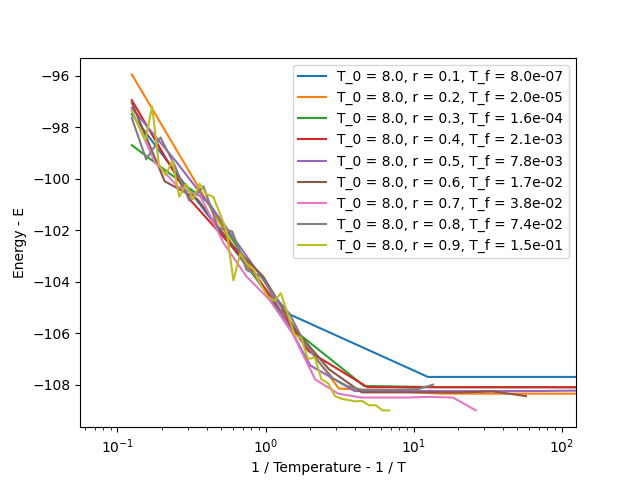 −96
−98
−100
−102
−104
−106
−108
Energy - E
T_0 = 8.0, r = 0.1, T_f = 8.0e-07
T_0 = 8.0, r = 0.2, T_f = 2.0e-05
T_0 = 8.0, r = 0.3, T_f = 1.6e-04
T_0 = 8.0, r = 0.4, T_f = 2.1e-03
T_0 = 8.0, r = 0.5, T_f = 7.8e-03
T_0 = 8.0, r = 0.6, T_f = 1.7e-02
T_0 = 8.0, r = 0.7, T_f = 3.8e-02
T_0 = 8.0, r = 0.8, T_f = 7.4e-02
T_0 = 8.0, r = 0.9, T_f = 1.5e-01
10⁻¹ 10⁰ 10¹ 10²
1 / Temperature - 1 / T